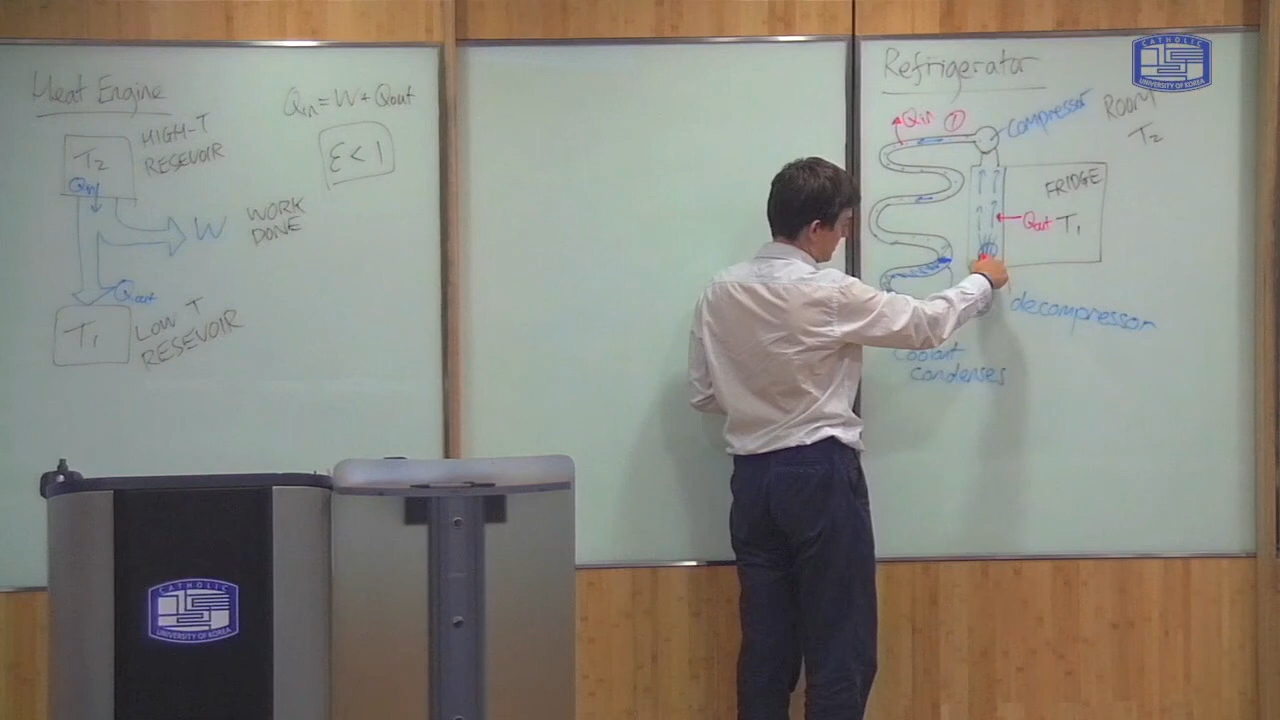 Heat Engine
Qin = W + Qout
ε < 1
T2
HIGH-T
RESEVOIR
Qin
W
WORK
DONE
Qout
T1
LOW T
RESEVOIR
Refrigerator
CATHOLIC
UNIVERSITY OF KOREA
Qin
1
compressor
ROOM
T2
FRIDGE
Qout
T1
decompressor
Coolant
condenses
CATHOLIC
UNIVERSITY OF KOREA